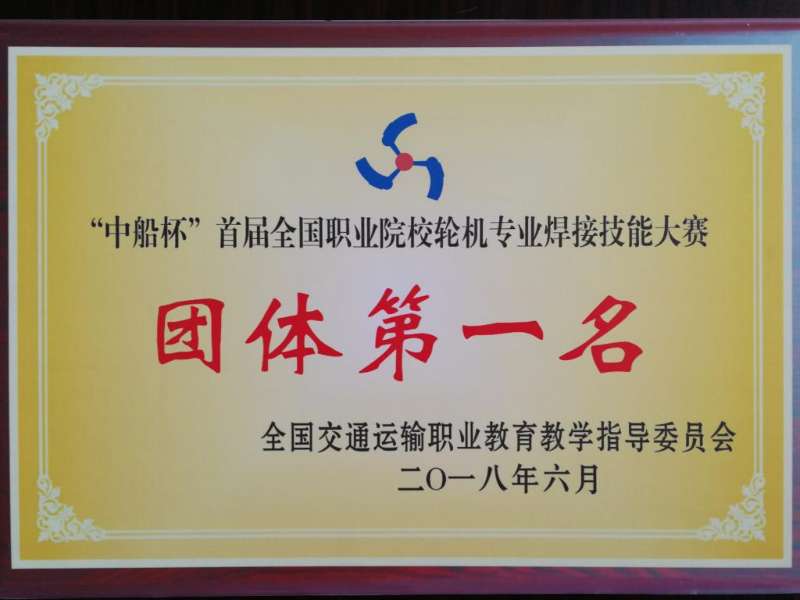 “中船杯”首届全国职业院校轮机专业焊接技能大赛
团体第一名
全国交通运输职业教育教学指导委员会
二〇一八年六月